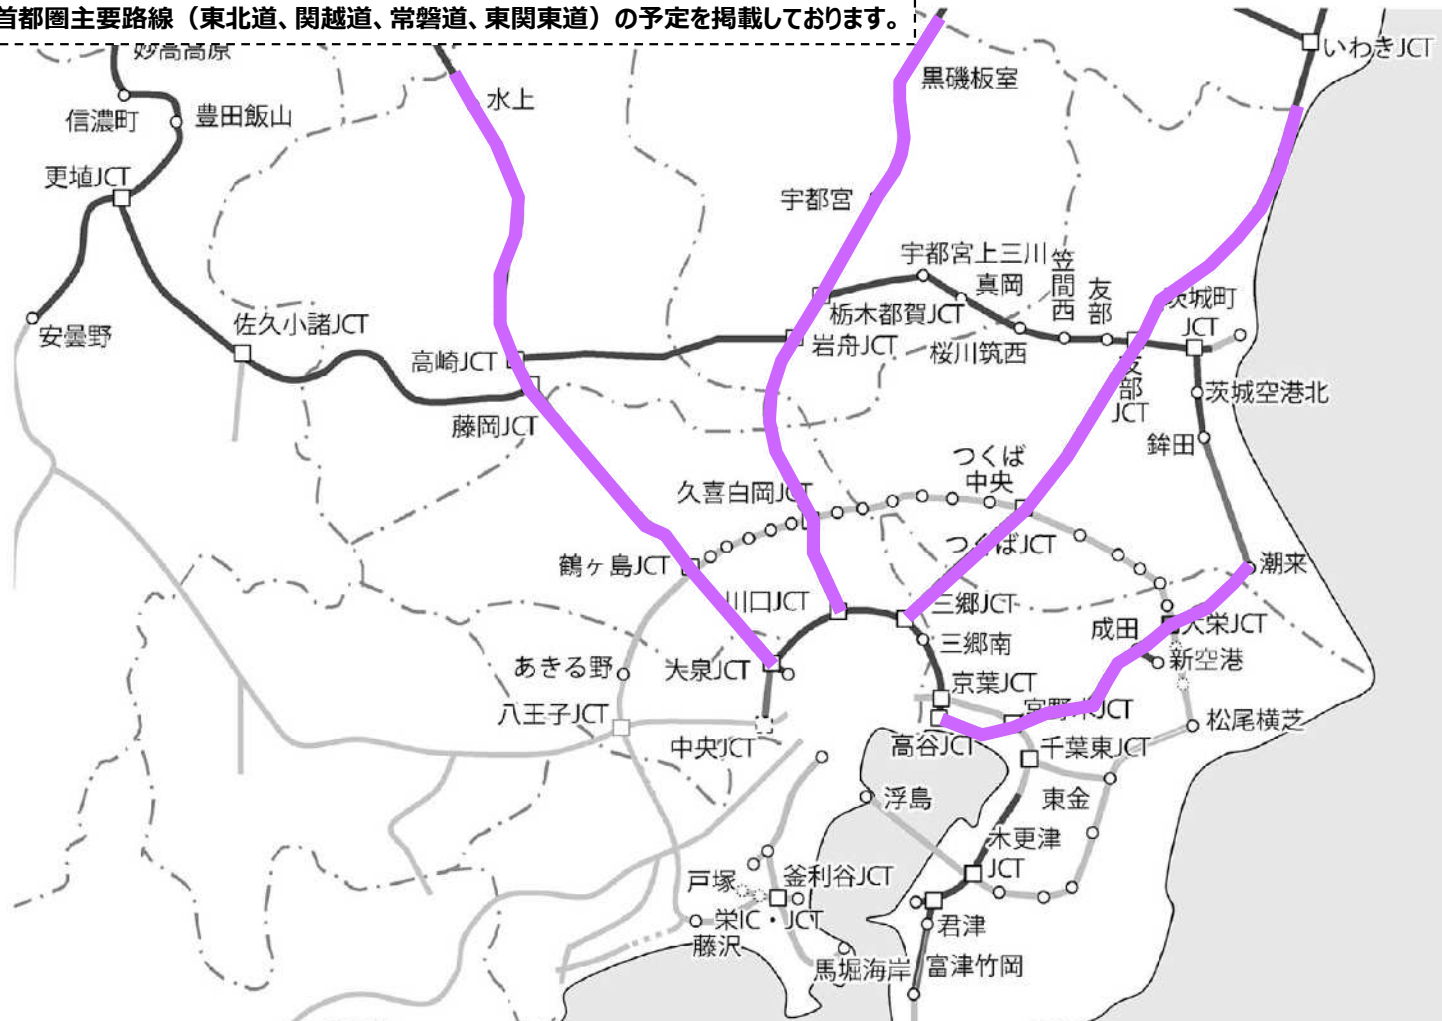 首都圏主要路線（東北道、関越道、常磐道、東関東道）の予定を掲載しております。
妙高高原
いわきJCT
黒磯板室
水上
信濃町
豊田飯山
更埴JCT
宇都宮
宇都宮上三川
笠間西
友部
真岡
茨城町
JCT
栃木都賀JCT
安曇野
佐久小諸JCT
高崎JCT
岩舟JCT
桜川筑西
友部
JCT
茨城空港北
藤岡JCT
鉾田
つくば
中央
久喜白岡JCT
つくばJCT
鶴ヶ島JCT
潮来
川口JCT
三郷JCT
成田
大栄JCT
三郷南
新空港
あきる野
大泉JCT
京葉JCT
八王子JCT
宮野木JCT
松尾横芝
中央JCT
高谷JCT
千葉東JCT
浮島
東金
木更津
JCT
戸塚
釜利谷JCT
栄IC・JCT
君津
藤沢
馬堀海岸
富津竹岡